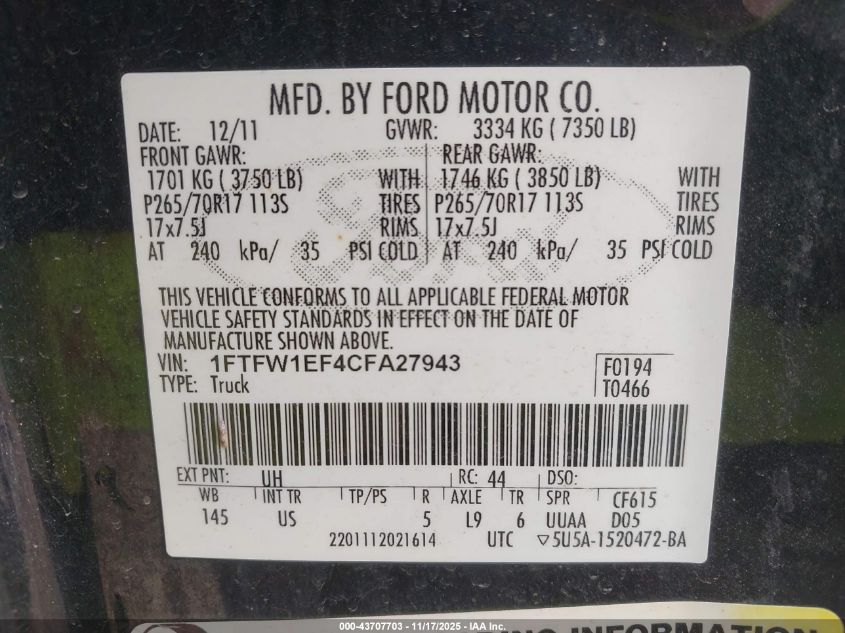 MFD. BY FORD MOTOR CO.
DATE: 12/11 GVWR: 3334 KG ( 7350 LB)
FRONT GAWR: REAR GAWR:
1701 KG ( 3750 LB) WITH 1746 KG ( 3850 LB) WITH
P265/70R17 113S TIRES P265/70R17 113S TIRES
17x7.5J RIMS 17x7.5J RIMS
AT 240 kPa/ 35 PSI COLD AT 240 kPa/ 35 PSI COLD
THIS VEHICLE CONFORMS TO ALL APPLICABLE FEDERAL MOTOR
VEHICLE SAFETY STANDARDS IN EFFECT ON THE DATE OF
MANUFACTURE SHOWN ABOVE.
VIN: 1FTFW1EF4CFA27943 F0194
TYPE: Truck T0466
EXT PNT: UH RC: 44 DSO:
WB INT TR TP/PS R AXLE TR SPR CF615
145 US 5 L9 6 UUAA D05
2201112021614 UTC ▽5U5A-1520472-BA
000-43707703 - 11/17/2025 - IAA Inc.